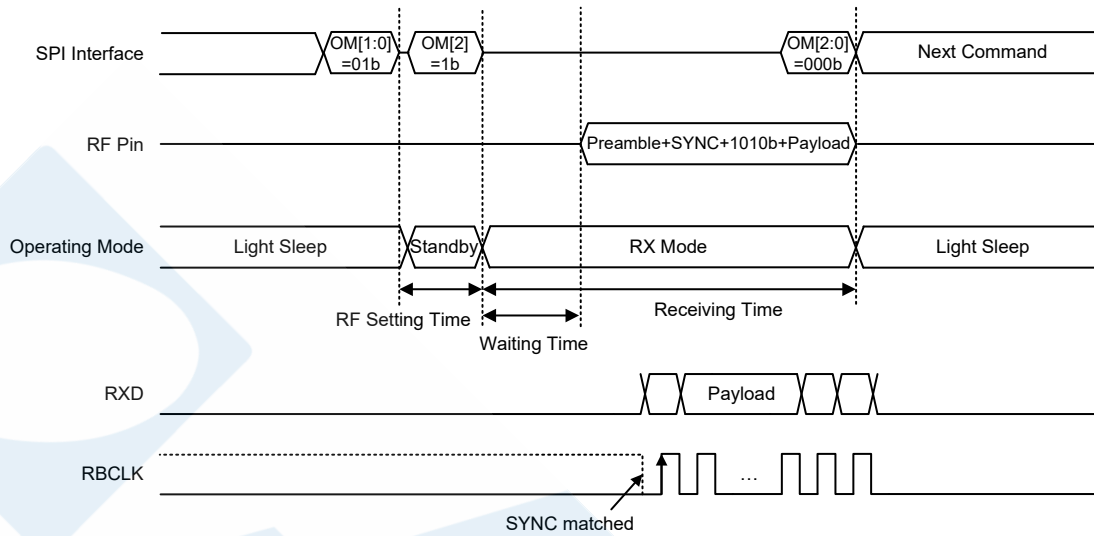 SPI Interface
OM[1:0]
=01b
OM[2]
=1b
OM[2:0]
=000b
Next Command
RF Pin
Preamble+SYNC+1010b+Payload
Operating Mode
Light Sleep
Standby
RX Mode
Light Sleep
RF Setting Time
Receiving Time
Waiting Time
RXD
Payload
RBCLK
...
SYNC matched